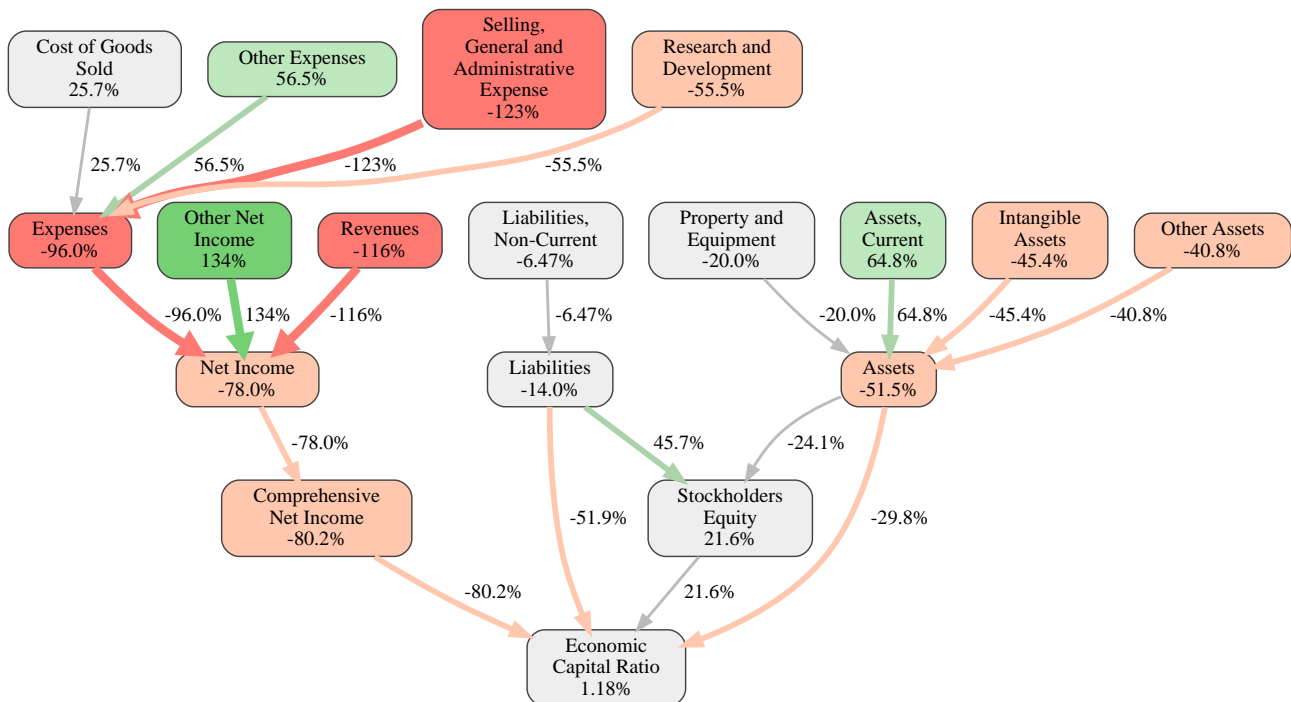 Cost of Goods
Sold
25.7%
Other Expenses
56.5%
Selling,
General and
Administrative
Expense
-123%
Research and
Development
-55.5%
25.7%
56.5%
-123%
-55.5%
Expenses
-96.0%
Other Net
Income
134%
Revenues
-116%
Liabilities,
Non-Current
-6.47%
Property and
Equipment
-20.0%
Assets,
Current
64.8%
Intangible
Assets
-45.4%
Other Assets
-40.8%
-96.0%
134%
-116%
-6.47%
-20.0%
64.8%
-45.4%
-40.8%
Net Income
-78.0%
Liabilities
-14.0%
Assets
-51.5%
-78.0%
45.7%
-24.1%
Comprehensive
Net Income
-80.2%
-51.9%
Stockholders
Equity
21.6%
-29.8%
-80.2%
21.6%
Economic
Capital Ratio
1.18%